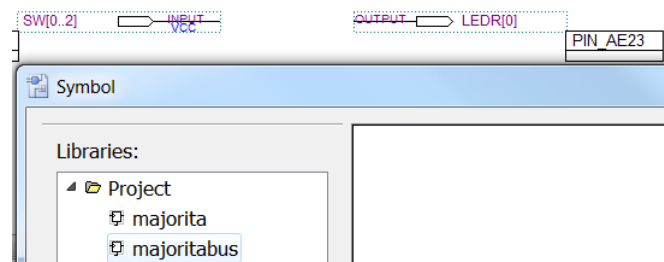 SW[0..2] INPUT OUTPUT LEDR[0]
VCC
PIN_AE23
Symbol
Libraries:
Project
majorita
majoritabus